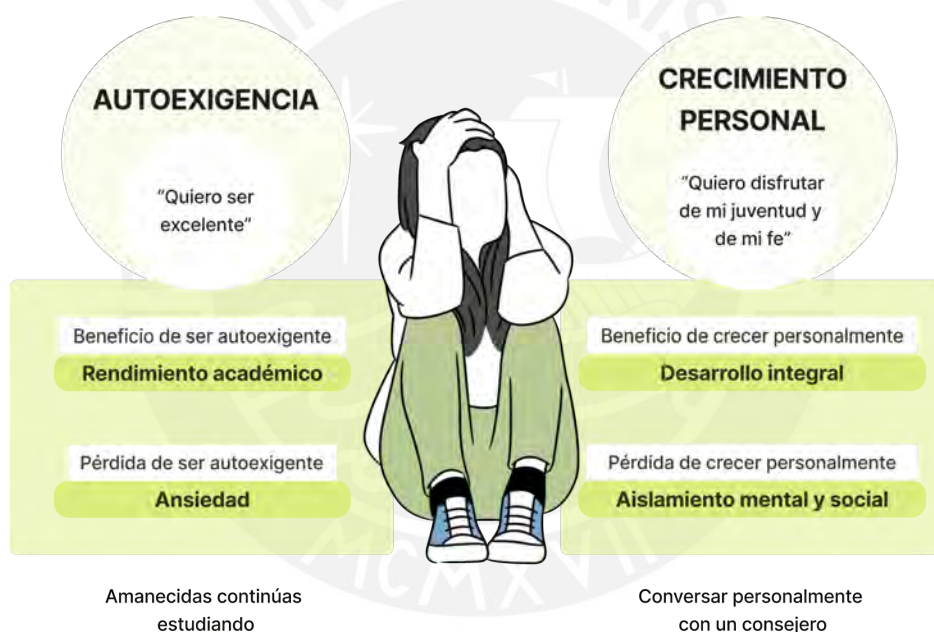 AUTOEXIGENCIA
"Quiero ser
excelente"
Beneficio de ser autoexigente
Rendimiento académico
Pérdida de ser autoexigente
Ansiedad
Amanecidas continúas
estudiando
CRECIMIENTO
PERSONAL
"Quiero disfrutar
de mi juventud y
de mi fe"
Beneficio de crecer personalmente
Desarrollo integral
Pérdida de crecer personalmente
Aislamiento mental y social
Conversar personalmente
con un consejero
MCMXVII